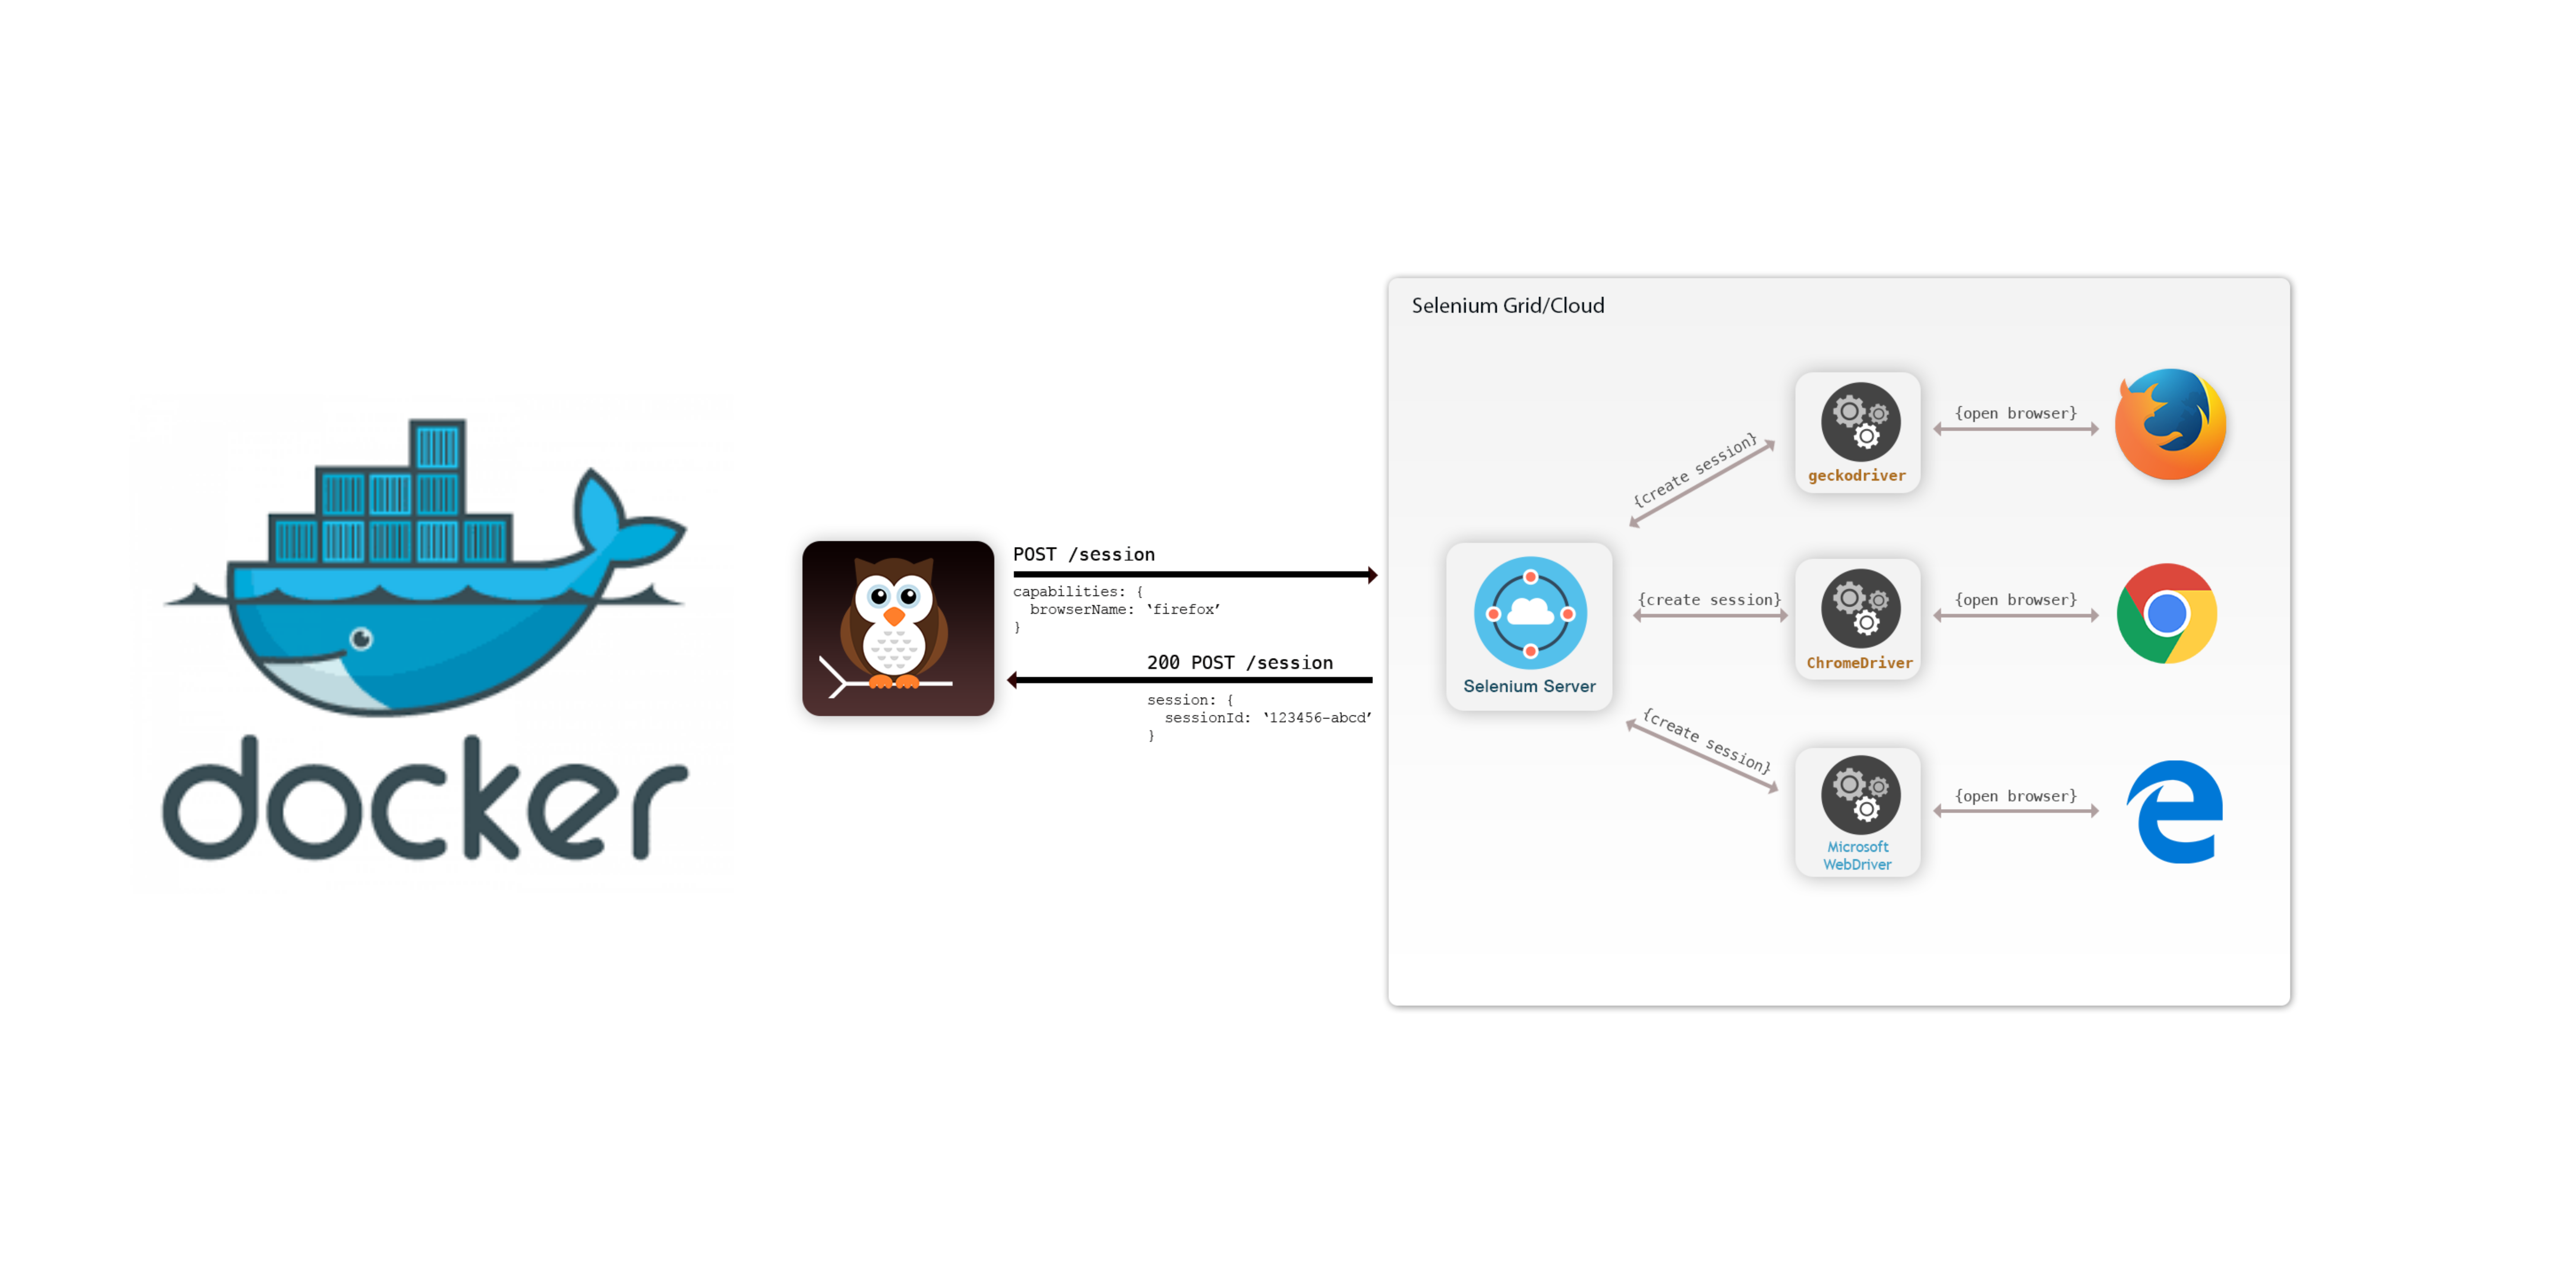 docker
POST /session
capabilities: {
browserName: ‘firefox’
}
200 POST /session
session: {
sessionId: ‘123456-abcd’
}
Selenium Grid/Cloud
Selenium Server
{create session}
geckodriver
{open browser}
{create session}
ChromeDriver
{open browser}
{create session}
Microsoft
WebDriver
{open browser}